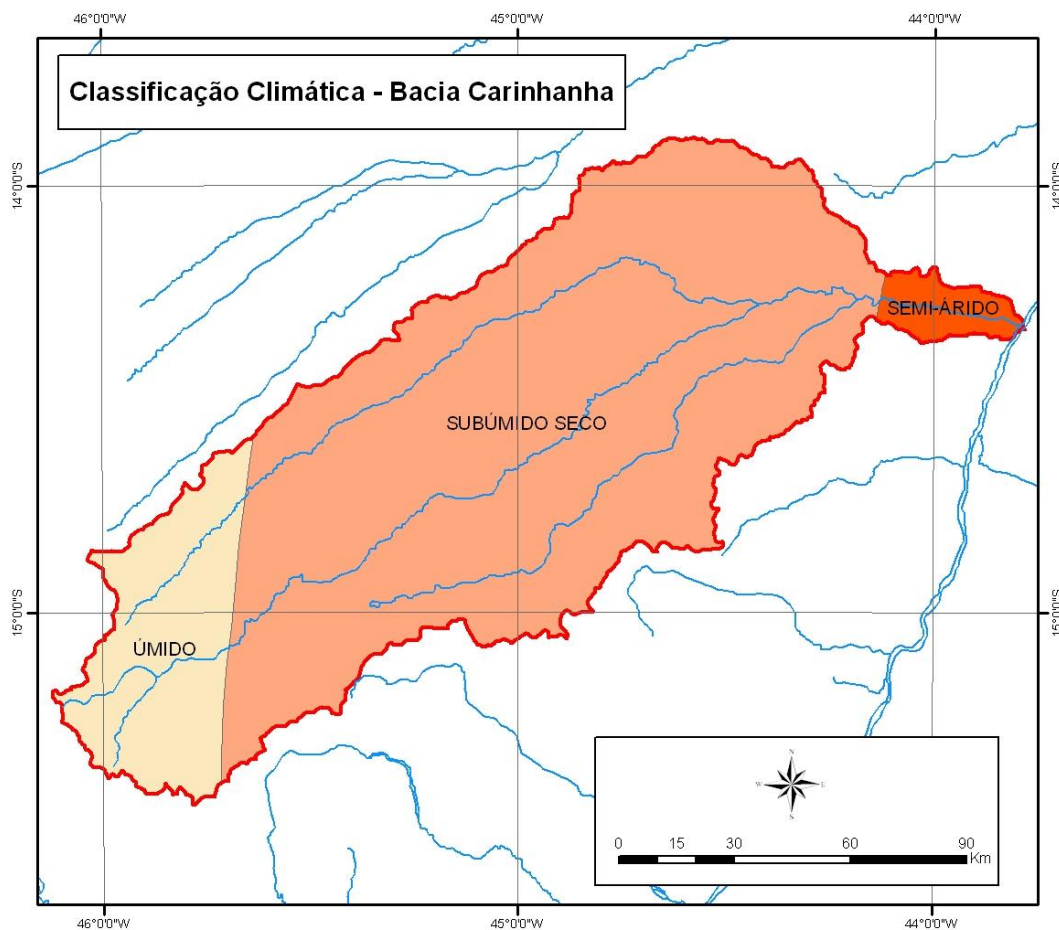 46°0'0"W 45°0'0"W 44°0'0"W
Classificação Climática - Bacia Carinhanha
14°0'0"S 14°0'0"S
SEMI-ÁRIDO
SUBÚMIDO SECO
15°0'0"S 15°0'0"S
ÚMIDO
N
W E
S
0 15 30 60 90
Km
46°0'0"W 45°0'0"W 44°0'0"W